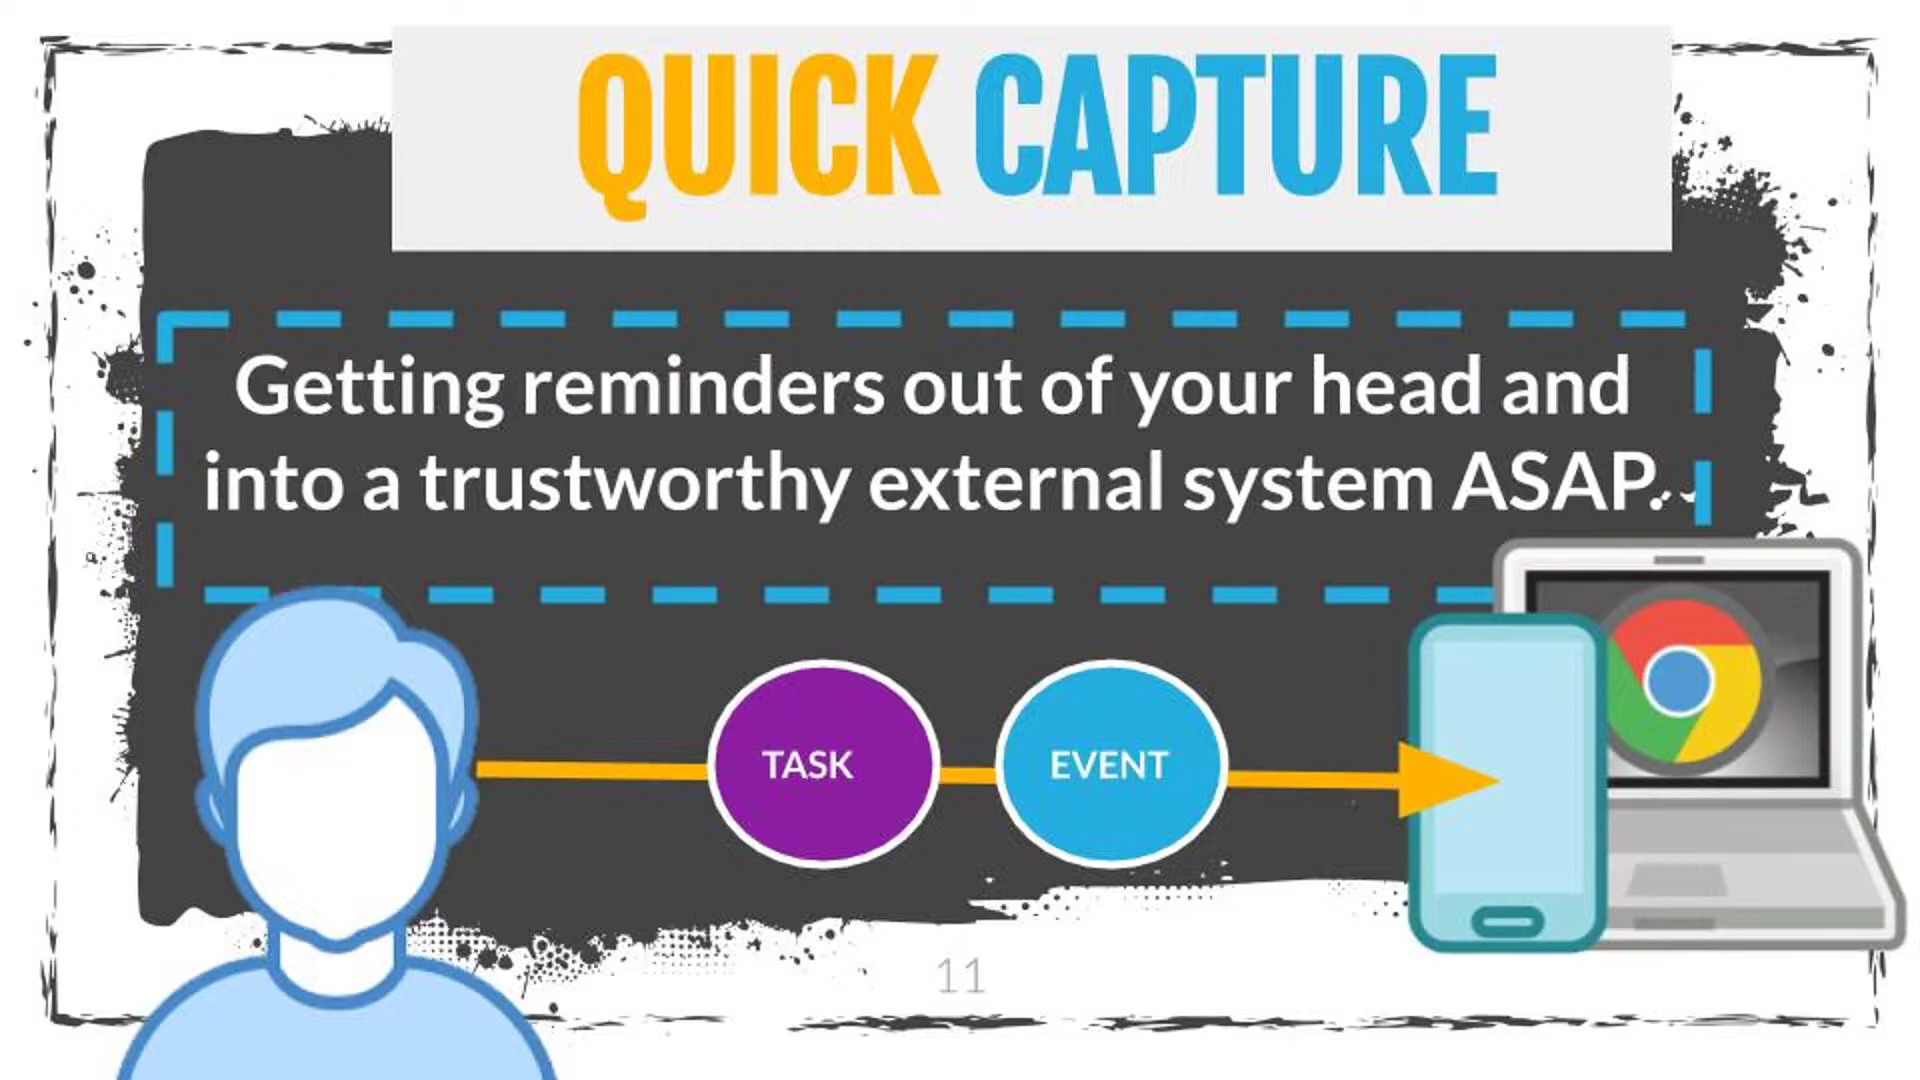 QUICK CAPTURE
Getting reminders out of your head and
into a trustworthy external system ASAP.
TASK
EVENT
11